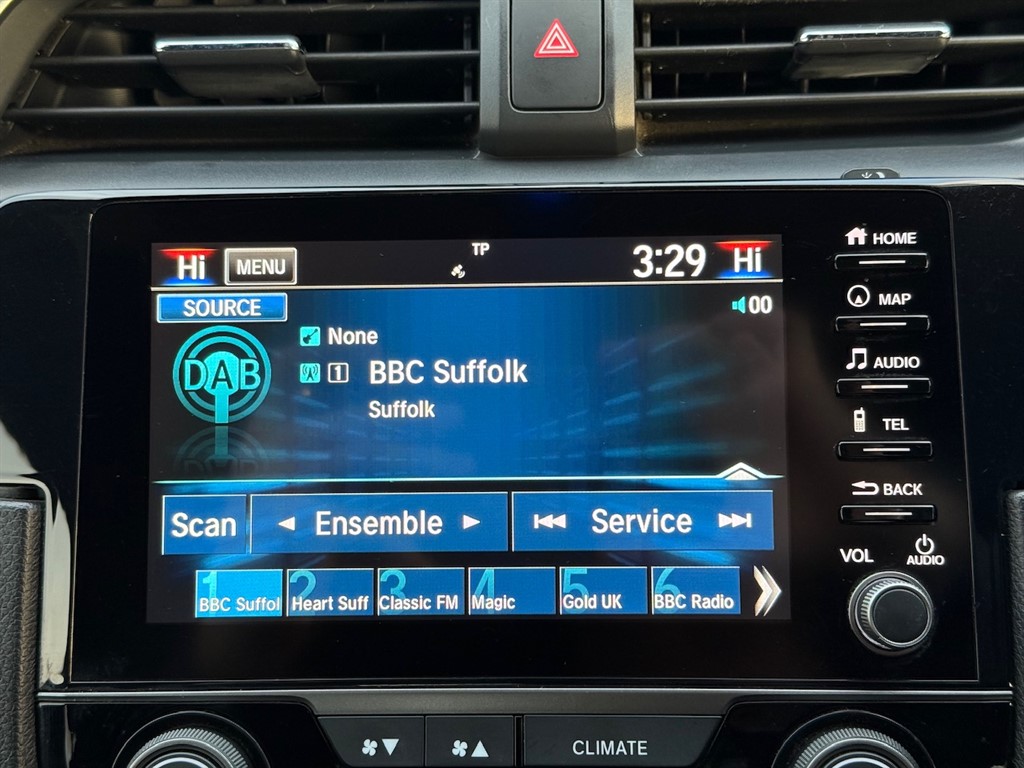 Hi MENU TP 3:29 Hi
SOURCE 00
DAB
None
1 BBC Suffolk
Suffolk
Scan Ensemble Service
1 BBC Suffol 2 Heart Suff 3 Classic FM 4 Magic 5 Gold UK 6 BBC Radio
HOME
MAP
AUDIO
TEL
BACK
VOL AUDIO
CLIMATE